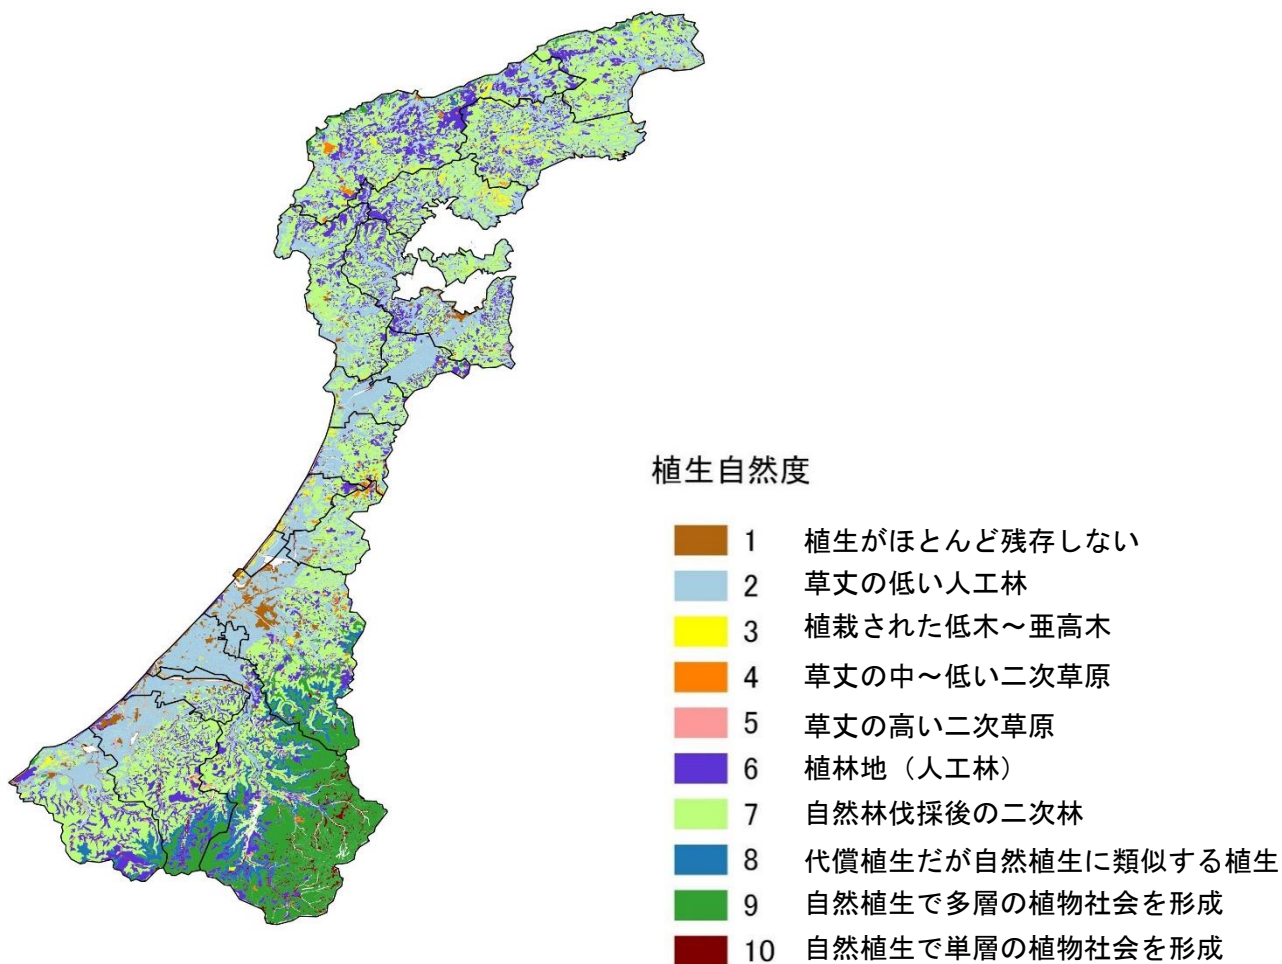 植生自然度
1 植生がほとんど残存しない
2 草丈の低い人工林
3 植栽された低木～亜高木
4 草丈の中～低い二次草原
5 草丈の高い二次草原
6 植林地（人工林）
7 自然林伐採後の二次林
8 代償植生だが自然植生に類似する植生
9 自然植生で多層の植物社会を形成
10 自然植生で単層の植物社会を形成